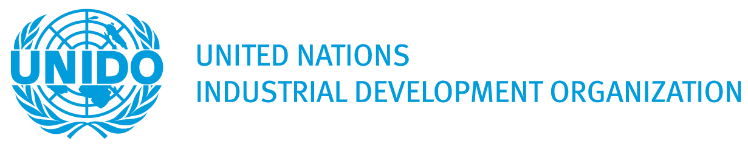 UNIDO
UNITED NATIONS
INDUSTRIAL DEVELOPMENT ORGANIZATION